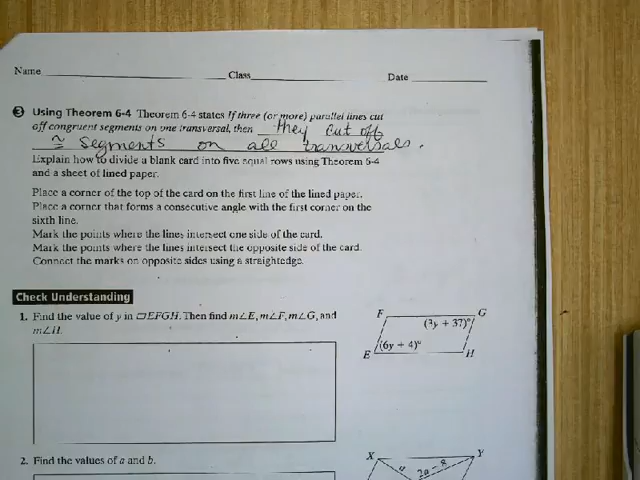 Name Class Date
3 Using Theorem 6-4 Theorem 6-4 states If three (or more) parallel lines cut
off congruent segments on one transversal, then they cut off
≅ segments on all transversals.
Explain how to divide a blank card into five equal rows using Theorem 6-4
and a sheet of lined paper.
Place a corner of the top of the card on the first line of the lined paper.
Place a corner that forms a consecutive angle with the first corner on the
sixth line.
Mark the points where the lines intersect one side of the card.
Mark the points where the lines intersect the opposite side of the card.
Connect the marks on opposite sides using a straightedge.
Check Understanding
1. Find the value of y in ▱EFGH. Then find m∠E, m∠F, m∠G, and
m∠H.
F G
(3y + 37)°
(6y + 4)°
E H
2. Find the values of a and b.
X Y
a 2a − 8